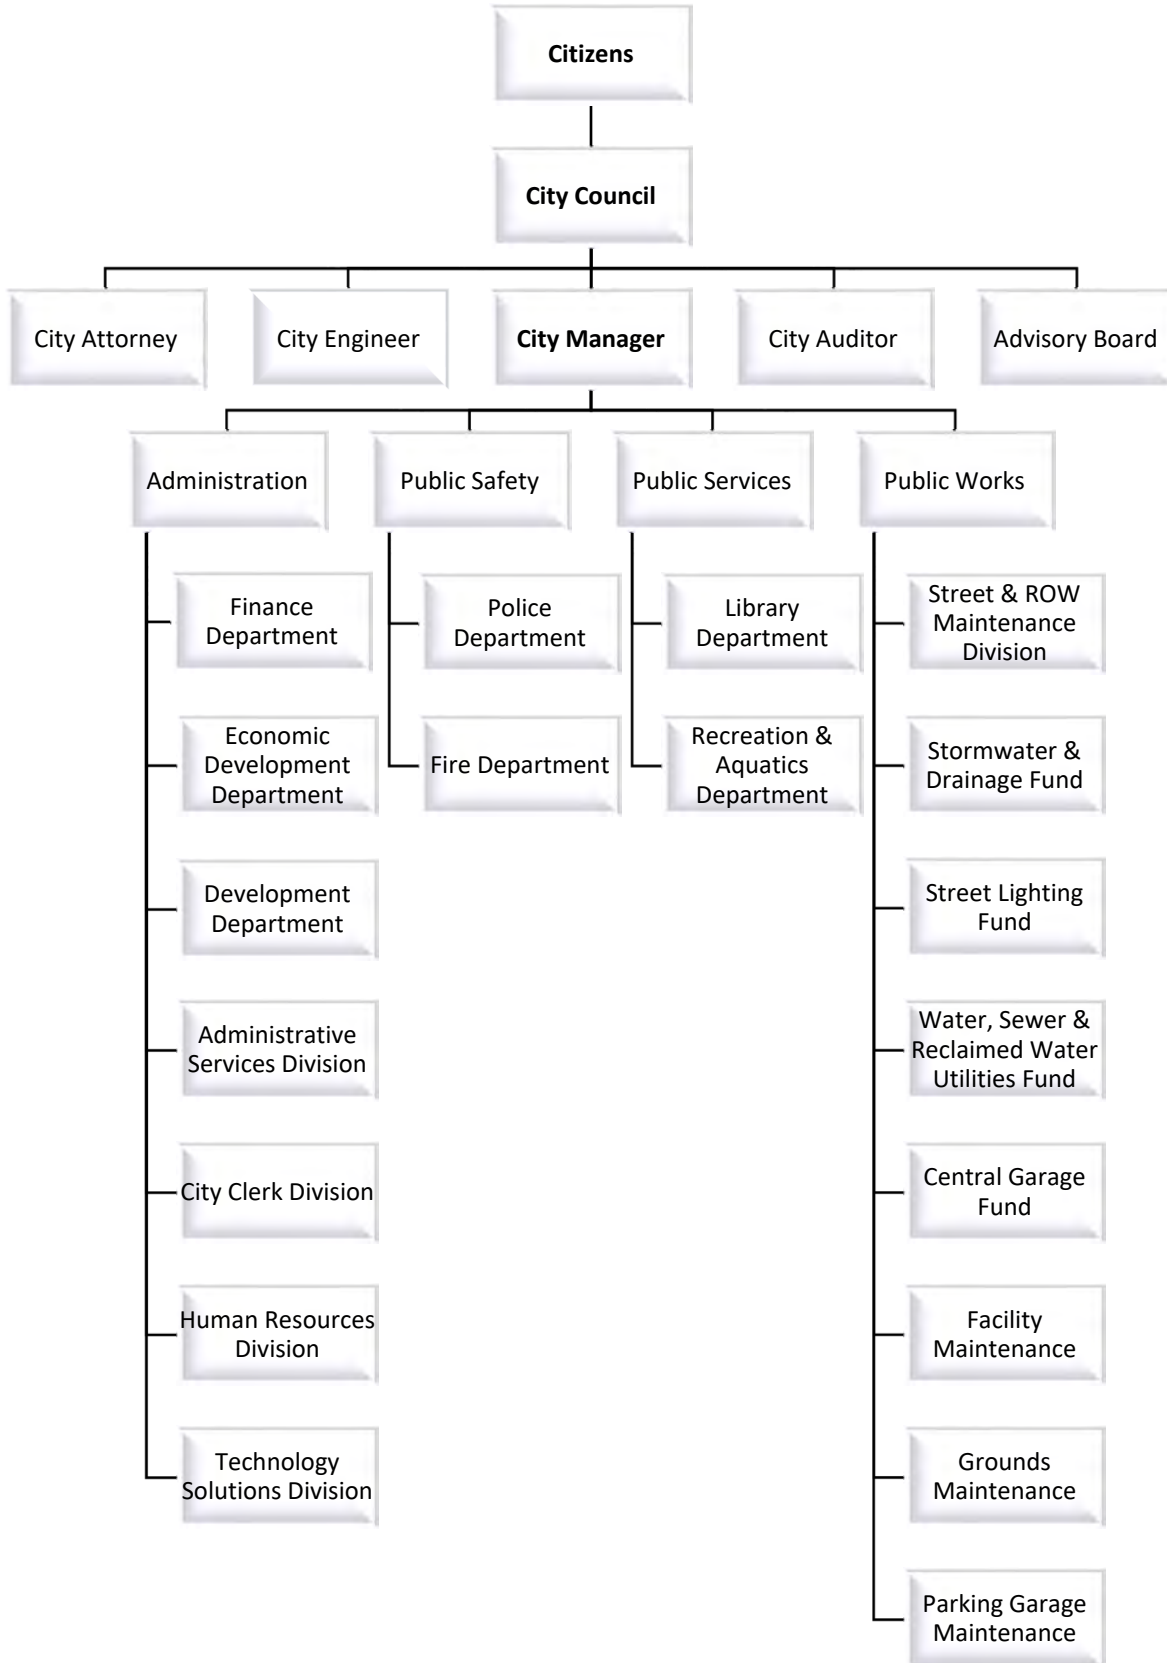 Citizens
City Council
City Attorney
City Engineer
City Manager
City Auditor
Advisory Board
Administration
Public Safety
Public Services
Public Works
Finance
Department
Economic
Development
Department
Development
Department
Administrative
Services Division
City Clerk Division
Human Resources
Division
Technology
Solutions Division
Police
Department
Fire Department
Library
Department
Recreation &
Aquatics
Department
Street & ROW
Maintenance
Division
Stormwater &
Drainage Fund
Street Lighting
Fund
Water, Sewer &
Reclaimed Water
Utilities Fund
Central Garage
Fund
Facility
Maintenance
Grounds
Maintenance
Parking Garage
Maintenance